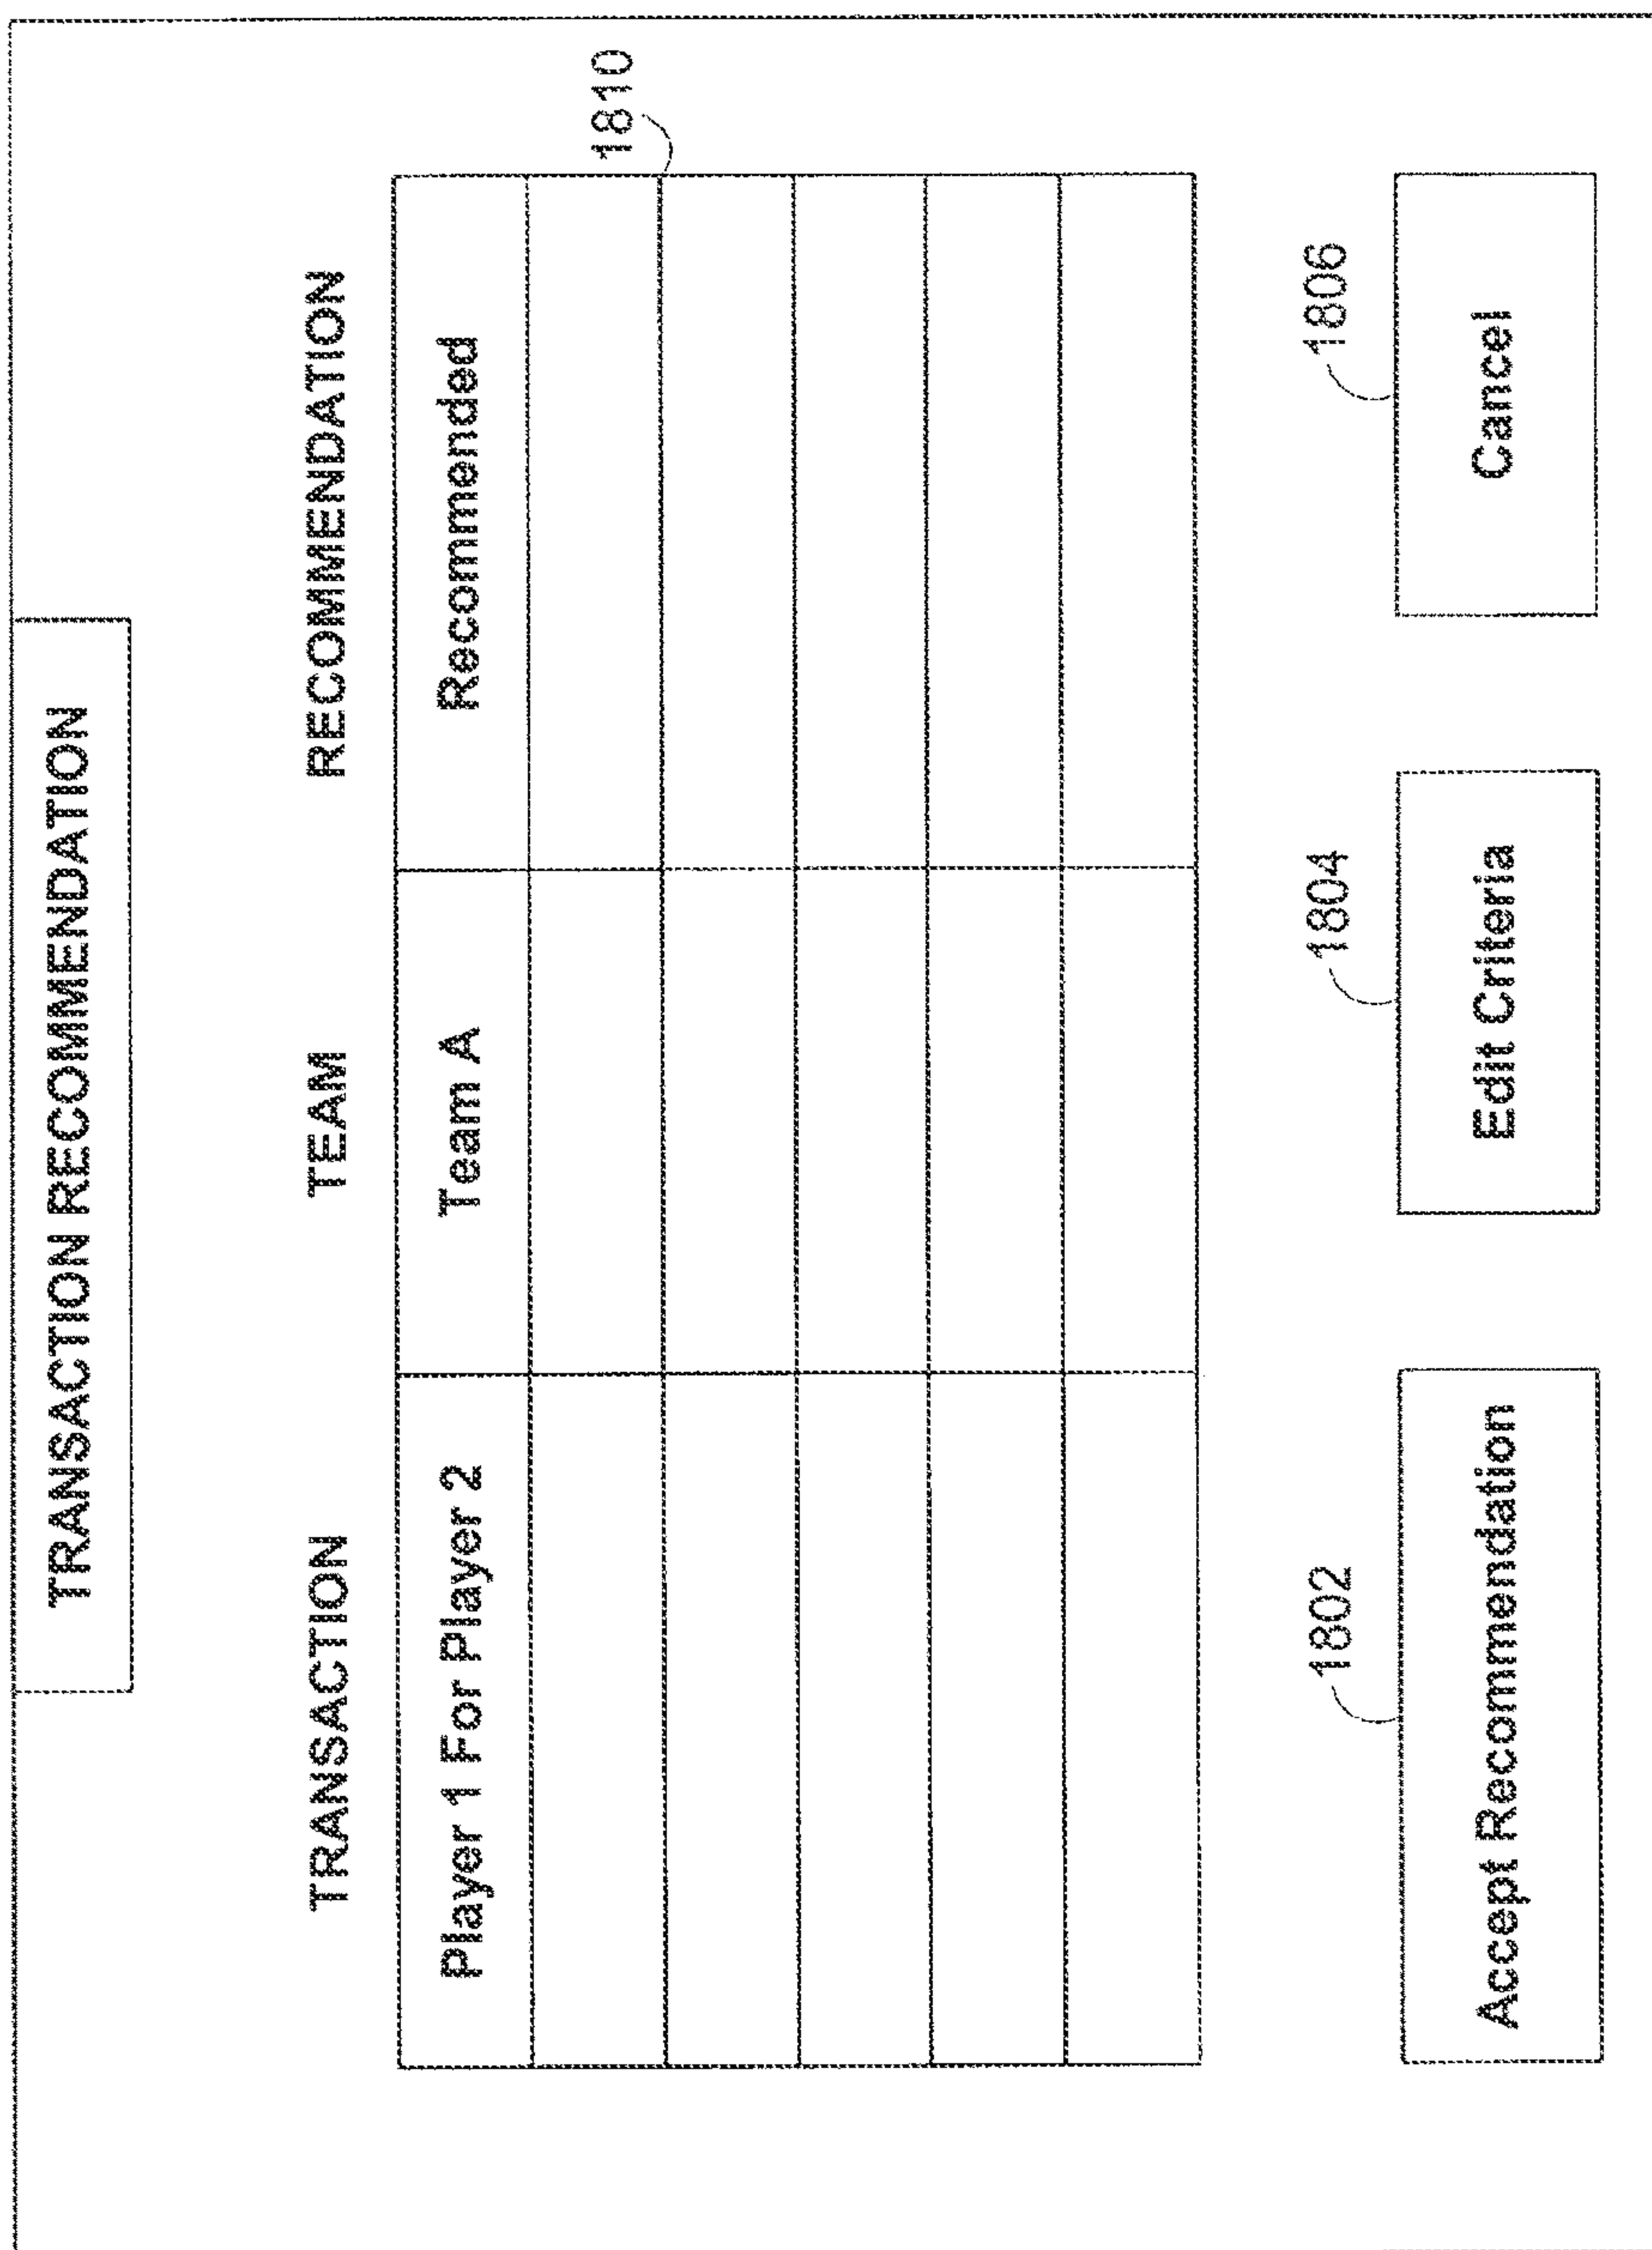 TRANSACTION RECOMMENDATION
TRANSACTION TEAM RECOMMENDATION
1810
Player 1 For Player 2 Team A Recommended
1802 1804 1806
Accept Recommendation Edit Criteria Cancel